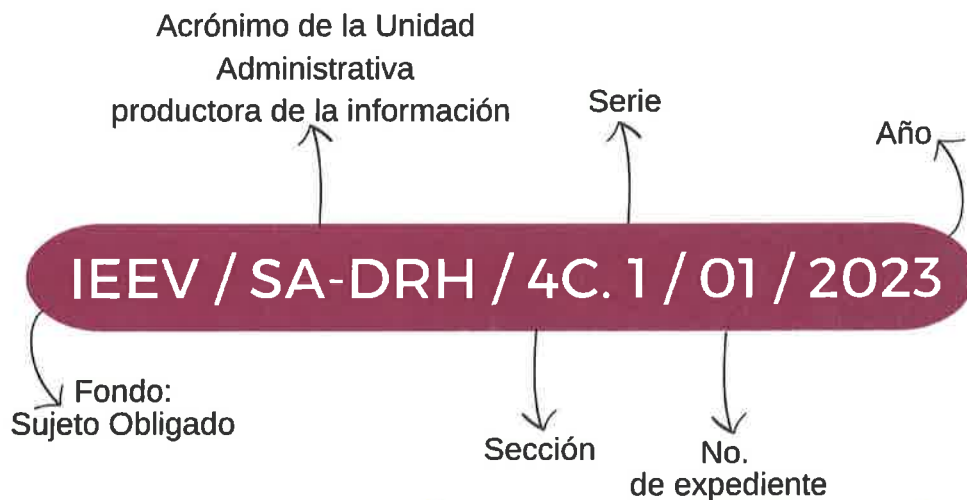 Acrónimo de la Unidad
Administrativa
productora de la información
Serie
Año
IEEV / SA-DRH / 4C. 1 / 01 / 2023
Fondo:
Sujeto Obligado
Sección
No.
de expediente